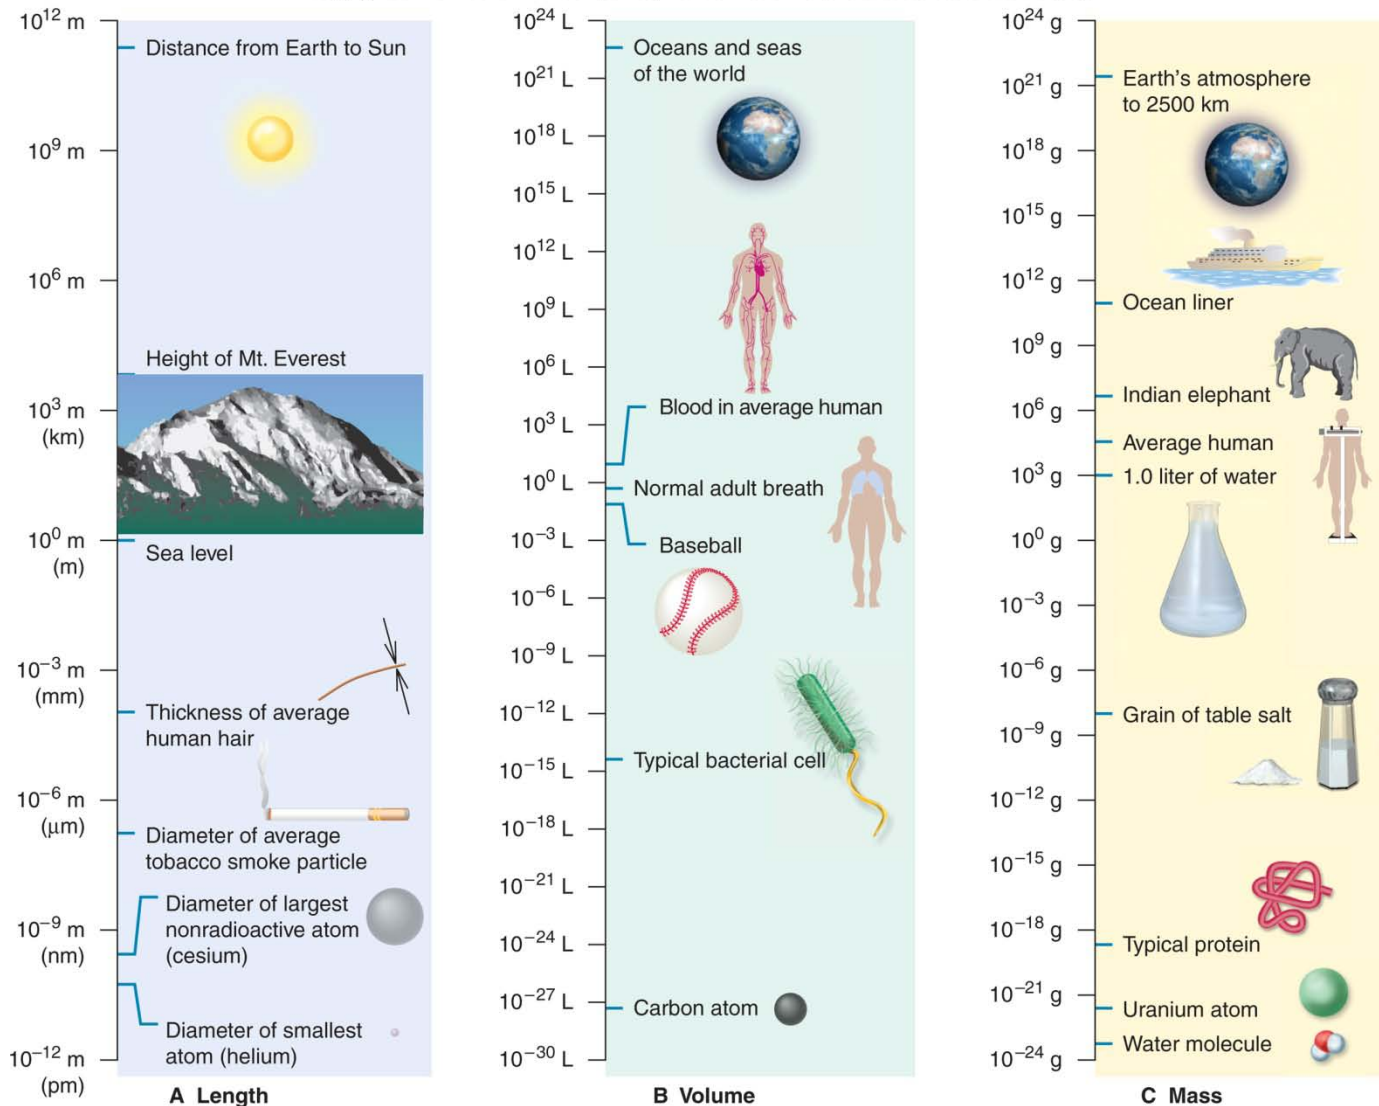 10¹² m
Distance from Earth to Sun
10⁹ m
10⁶ m
Height of Mt. Everest
10³ m
(km)
10⁰ m
(m)
Sea level
10⁻³ m
(mm)
Thickness of average
human hair
10⁻⁶ m
(μm)
Diameter of average
tobacco smoke particle
Diameter of largest
nonradioactive atom
(cesium)
10⁻⁹ m
(nm)
Diameter of smallest
atom (helium)
10⁻¹² m
(pm)
A Length
10²⁴ L
Oceans and seas
of the world
10²¹ L
10¹⁸ L
10¹⁵ L
10¹² L
10⁹ L
10⁶ L
Blood in average human
10³ L
10⁰ L
Normal adult breath
10⁻³ L
Baseball
10⁻⁶ L
10⁻⁹ L
10⁻¹² L
Typical bacterial cell
10⁻¹⁵ L
10⁻¹⁸ L
10⁻²¹ L
10⁻²⁴ L
10⁻²⁷ L
Carbon atom
10⁻³⁰ L
B Volume
10²⁴ g
Earth's atmosphere
to 2500 km
10²¹ g
10¹⁸ g
10¹⁵ g
10¹² g
Ocean liner
10⁹ g
Indian elephant
10⁶ g
Average human
10³ g
1.0 liter of water
10⁰ g
10⁻³ g
10⁻⁶ g
Grain of table salt
10⁻⁹ g
10⁻¹² g
10⁻¹⁵ g
10⁻¹⁸ g
Typical protein
10⁻²¹ g
Uranium atom
Water molecule
10⁻²⁴ g
C Mass